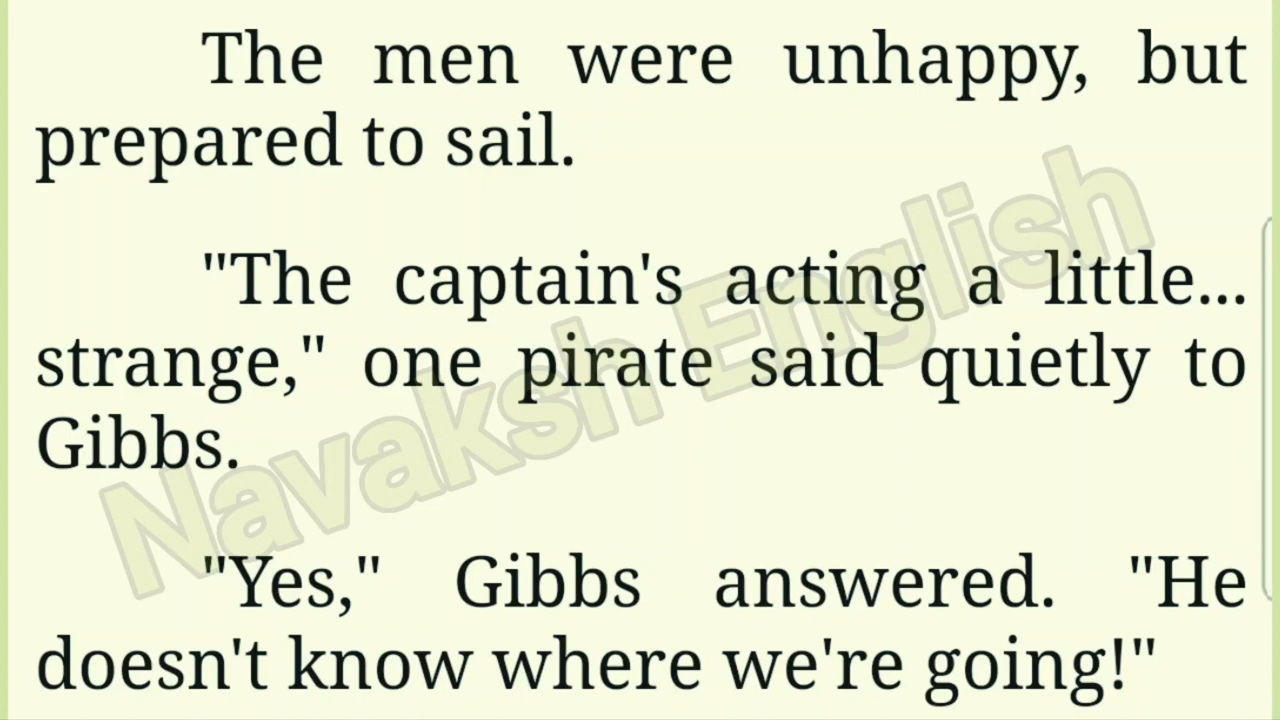 The men were unhappy, but
prepared to sail.
"The captain's acting a little...
strange," one pirate said quietly to
Gibbs.
"Yes," Gibbs answered. "He
doesn't know where we're going!"
Navaksh English